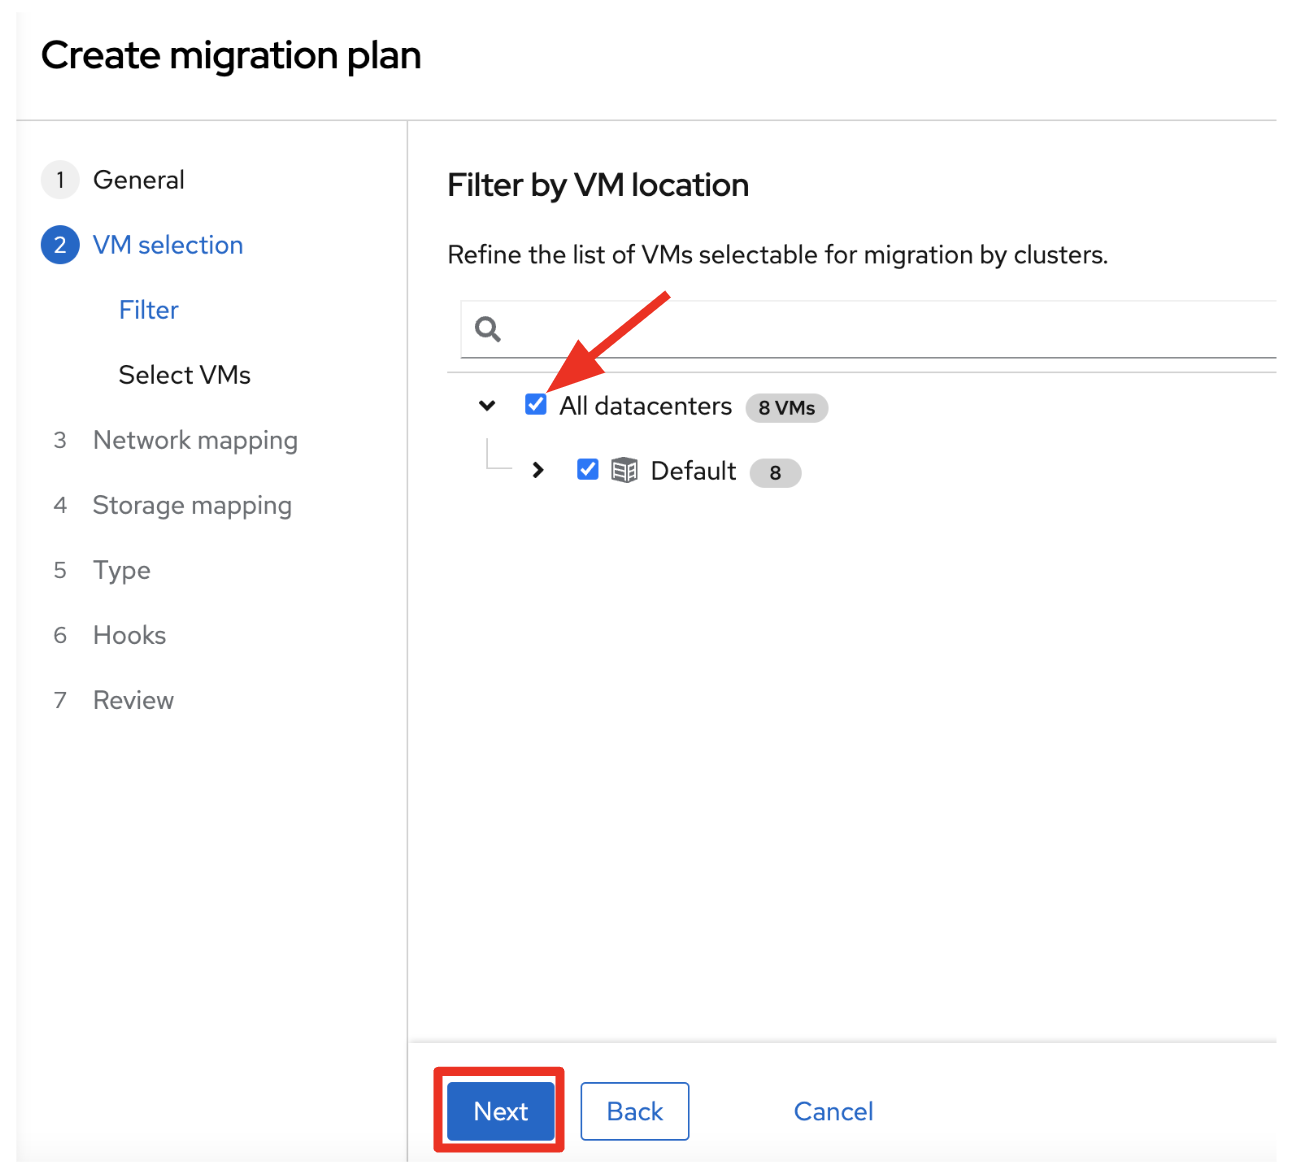 Create migration plan
1 General
2 VM selection
Filter
Select VMs
3 Network mapping
4 Storage mapping
5 Type
6 Hooks
7 Review
Filter by VM location
Refine the list of VMs selectable for migration by clusters.
All datacenters 8 VMs
Default 8
Next Back Cancel